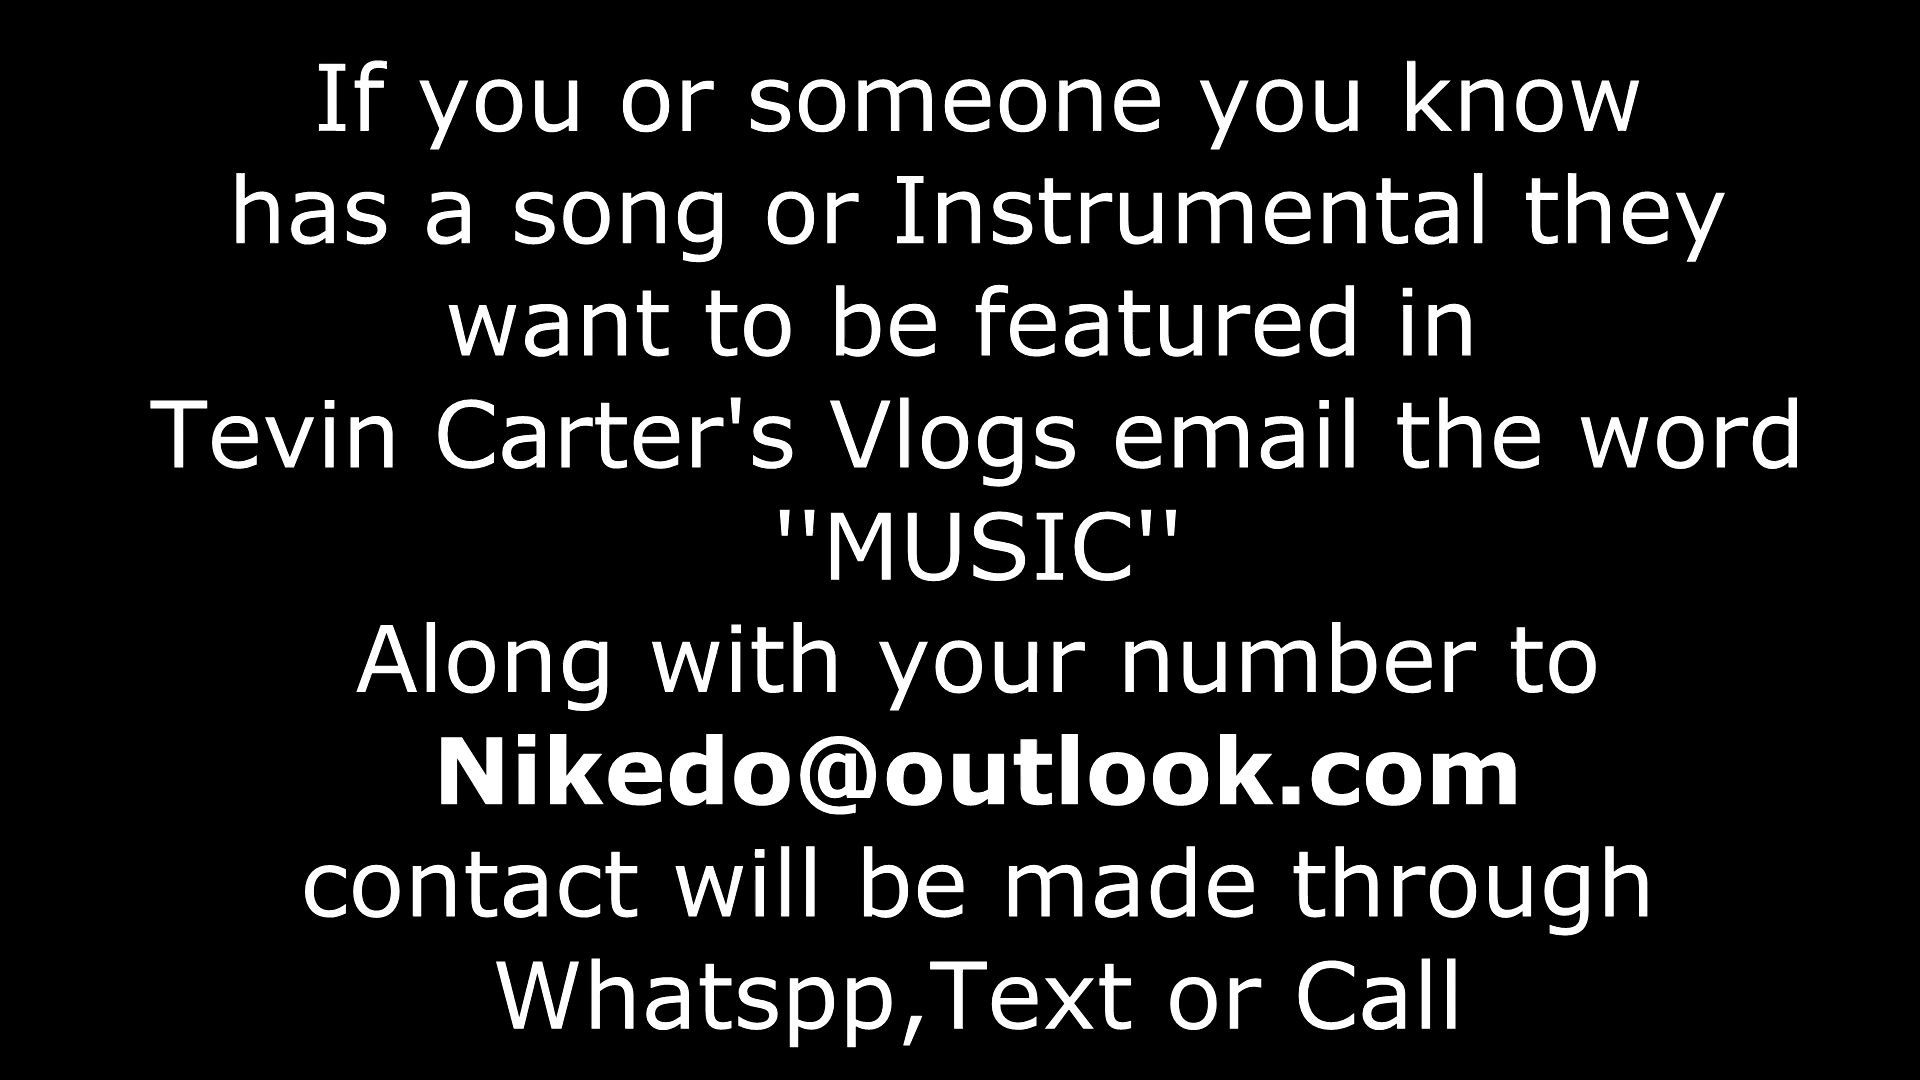 If you or someone you know
has a song or Instrumental they
want to be featured in
Tevin Carter's Vlogs email the word
''MUSIC''
Along with your number to
Nikedo@outlook.com
contact will be made through
Whatspp,Text or Call